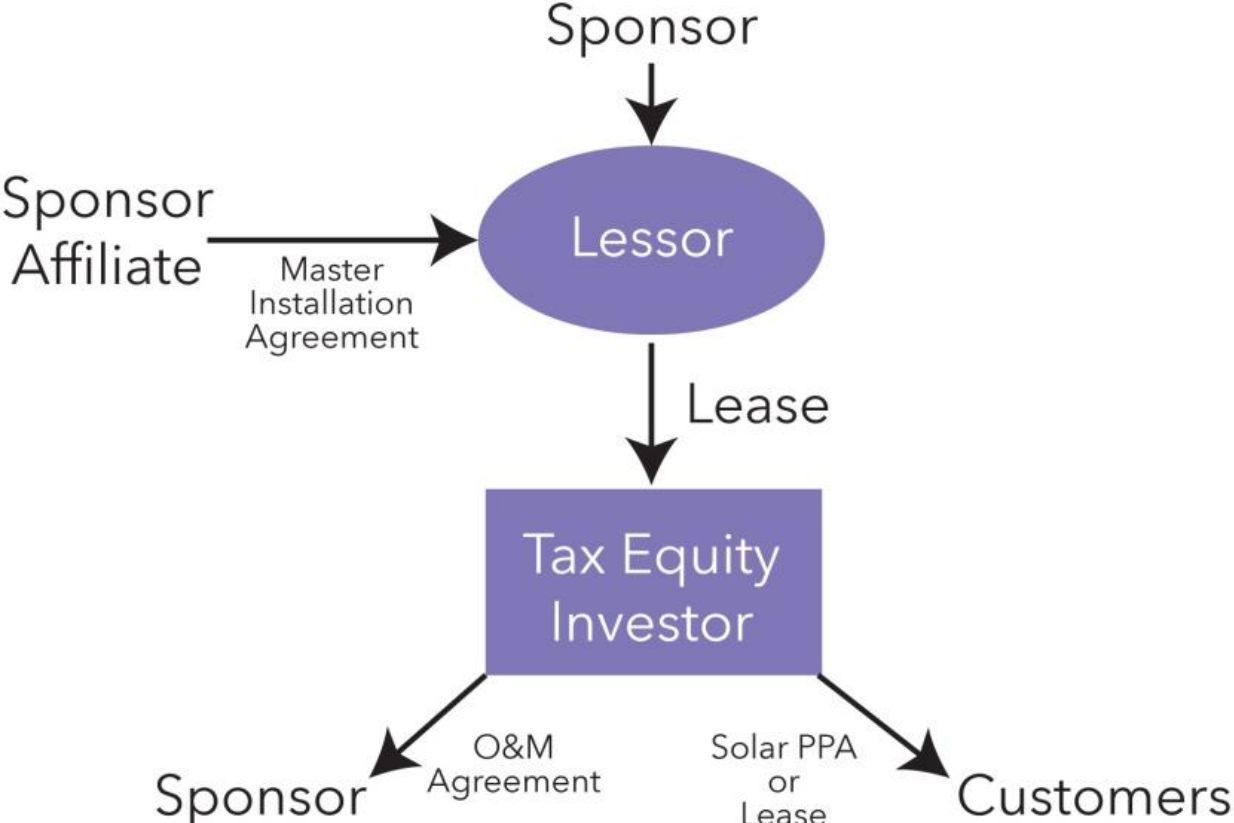 Sponsor
Sponsor
Affiliate
Master
Installation
Agreement
Lessor
Lease
Tax Equity
Investor
O&M
Agreement
Solar PPA
or
Lease
Sponsor
Customers